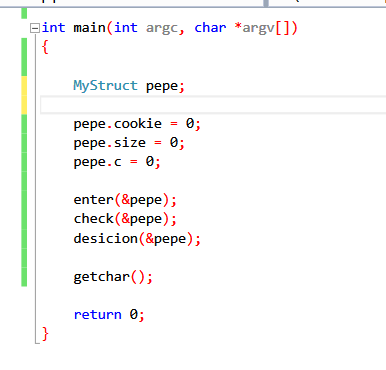 int main(int argc, char *argv[])
{
MyStruct pepe;
pepe.cookie = 0;
pepe.size = 0;
pepe.c = 0;
enter(&pepe);
check(&pepe);
desicion(&pepe);
getchar();
return 0;
}